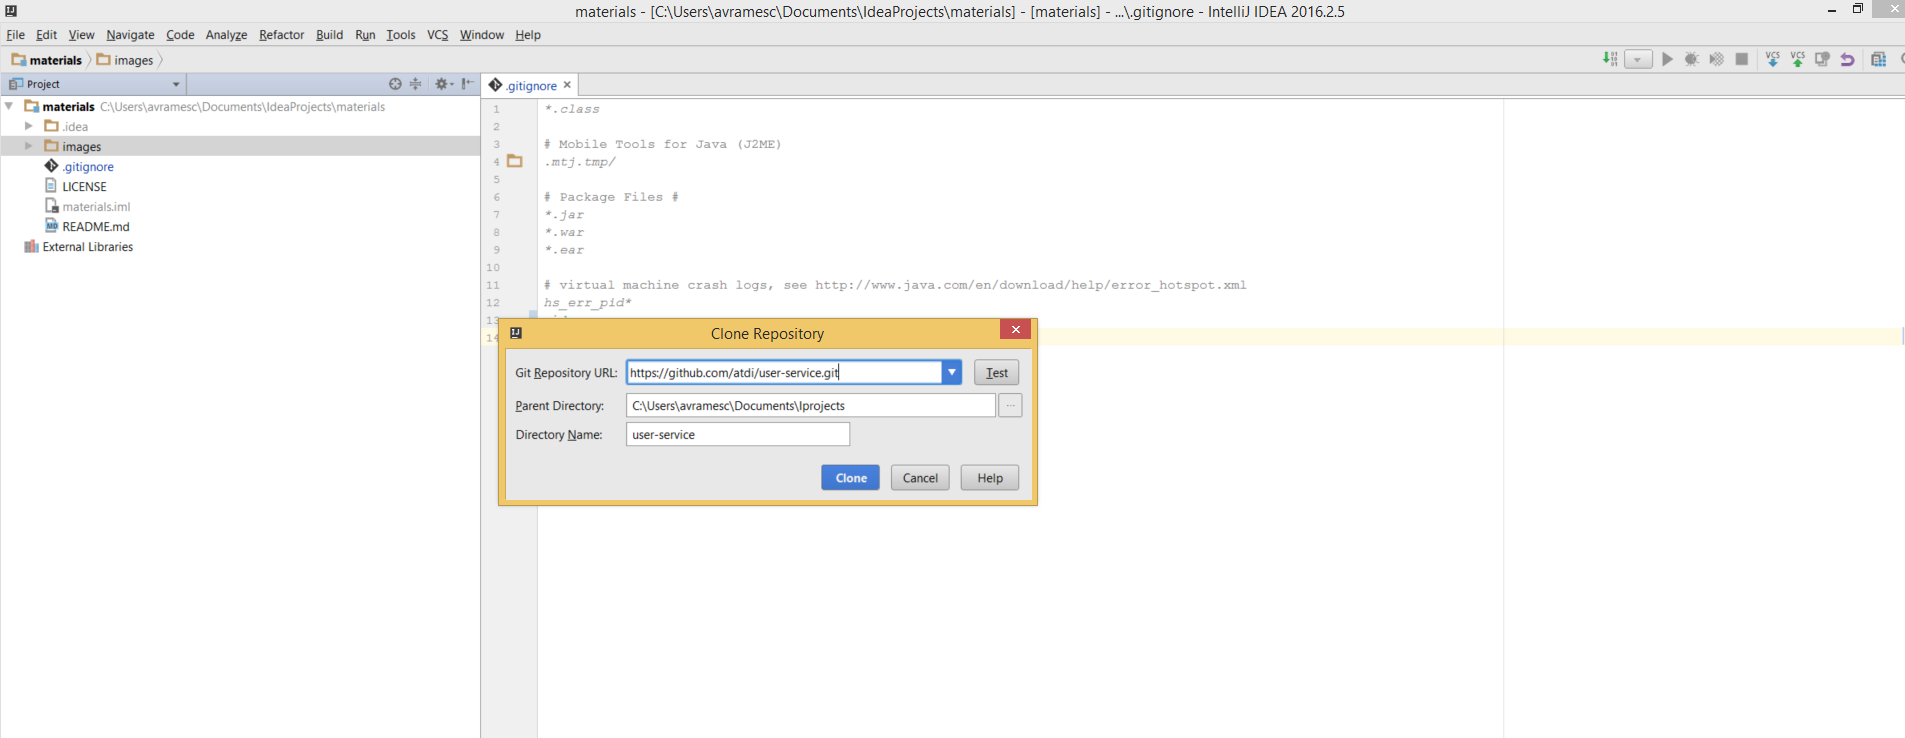 materials - [C:\Users\avramesc\Documents\IdeaProjects\materials] - [materials] - ...\.gitignore - IntelliJ IDEA 2016.2.5
File Edit View Navigate Code Analyze Refactor Build Run Tools VCS Window Help
materials images
VCS VCS
Project
.gitignore
materials C:\Users\avramesc\Documents\IdeaProjects\materials
.idea
images
.gitignore
LICENSE
materials.iml
README.md
External Libraries
1 *.class
2
3 # Mobile Tools for Java (J2ME)
4 .mtj.tmp/
5
6 # Package Files #
7 *.jar
8 *.war
9 *.ear
10
11 # virtual machine crash logs, see http://www.java.com/en/download/help/error_hotspot.xml
12 hs_err_pid*
13
14
Clone Repository
Git Repository URL: https://github.com/atdi/user-service.git Test
Parent Directory: C:\Users\avramesc\Documents\Iprojects ...
Directory Name: user-service
Clone Cancel Help